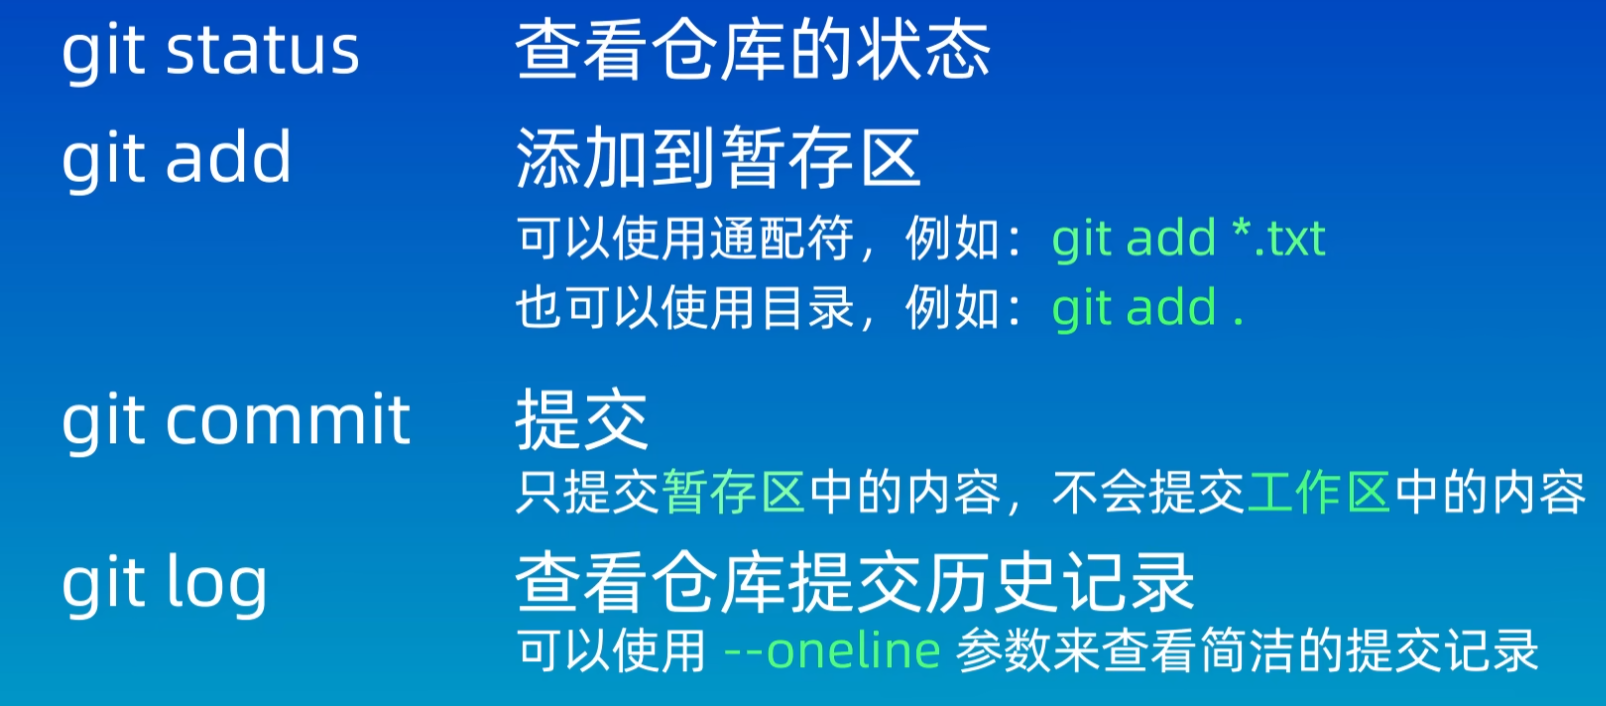 git status 查看仓库的状态
git add 添加到暂存区
可以使用通配符，例如：git add *.txt
也可以使用目录，例如：git add .
git commit 提交
只提交暂存区中的内容，不会提交工作区中的内容
git log 查看仓库提交历史记录
可以使用 --oneline 参数来查看简洁的提交记录